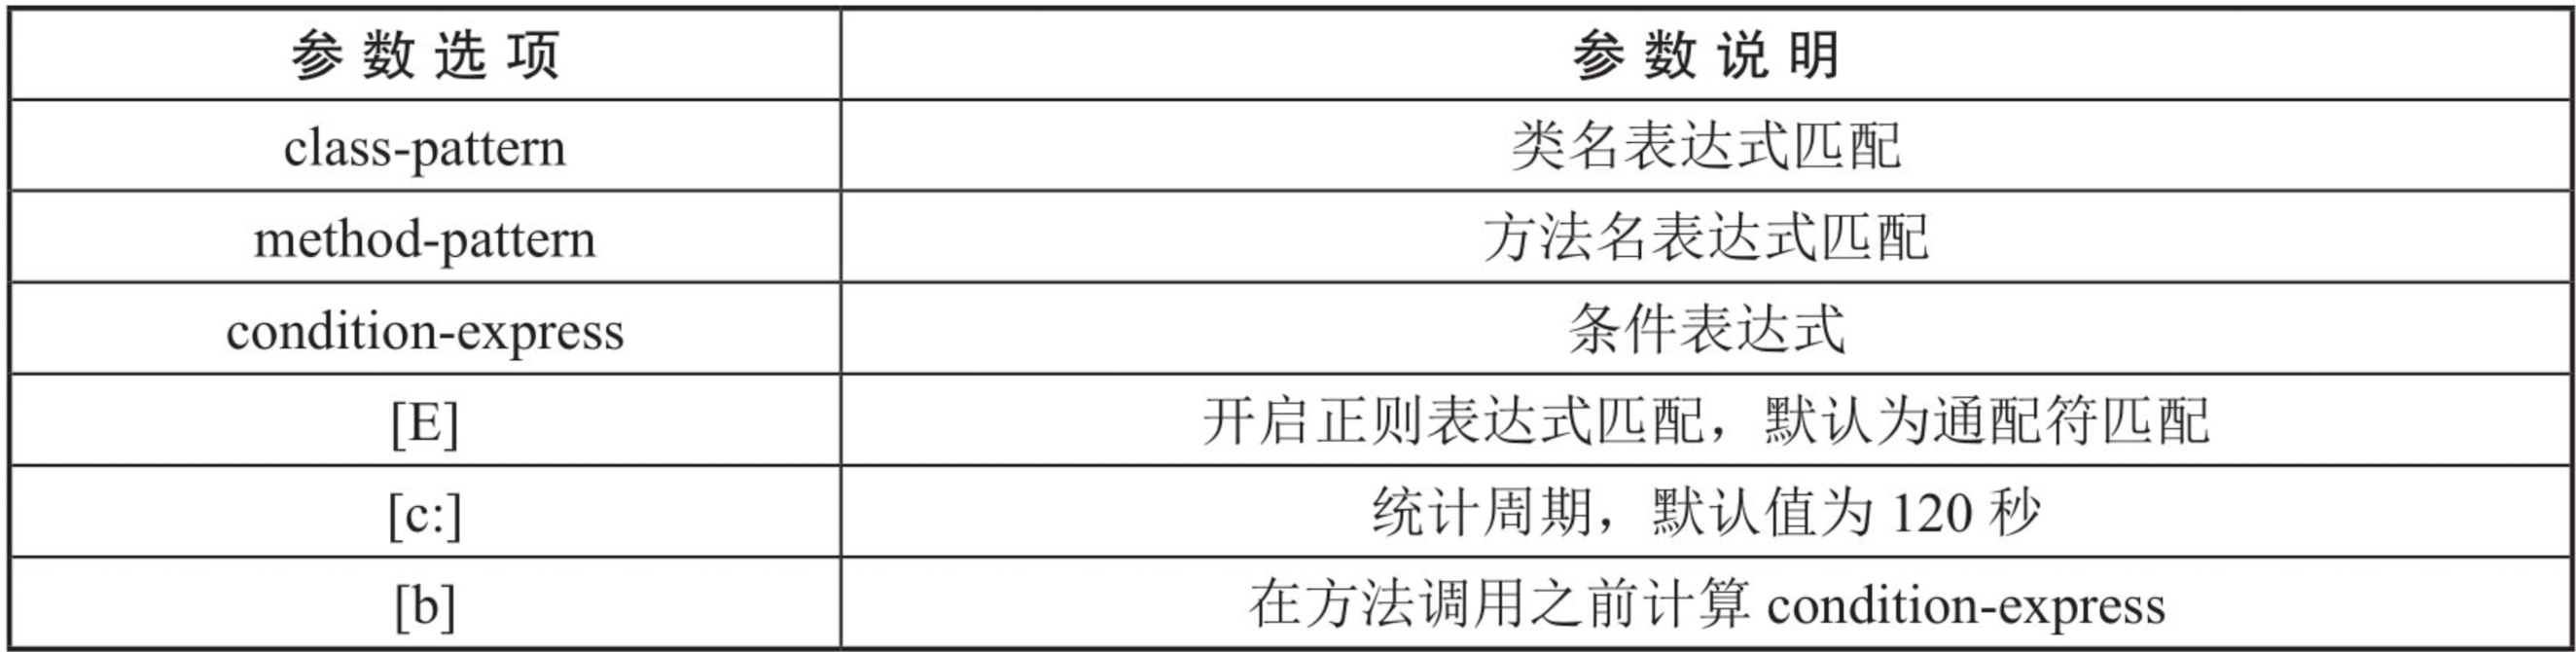 参数选项 参数说明
class-pattern 类名表达式匹配
method-pattern 方法名表达式匹配
condition-express 条件表达式
[E] 开启正则表达式匹配，默认为通配符匹配
[c:] 统计周期，默认值为 120 秒
[b] 在方法调用之前计算 condition-express